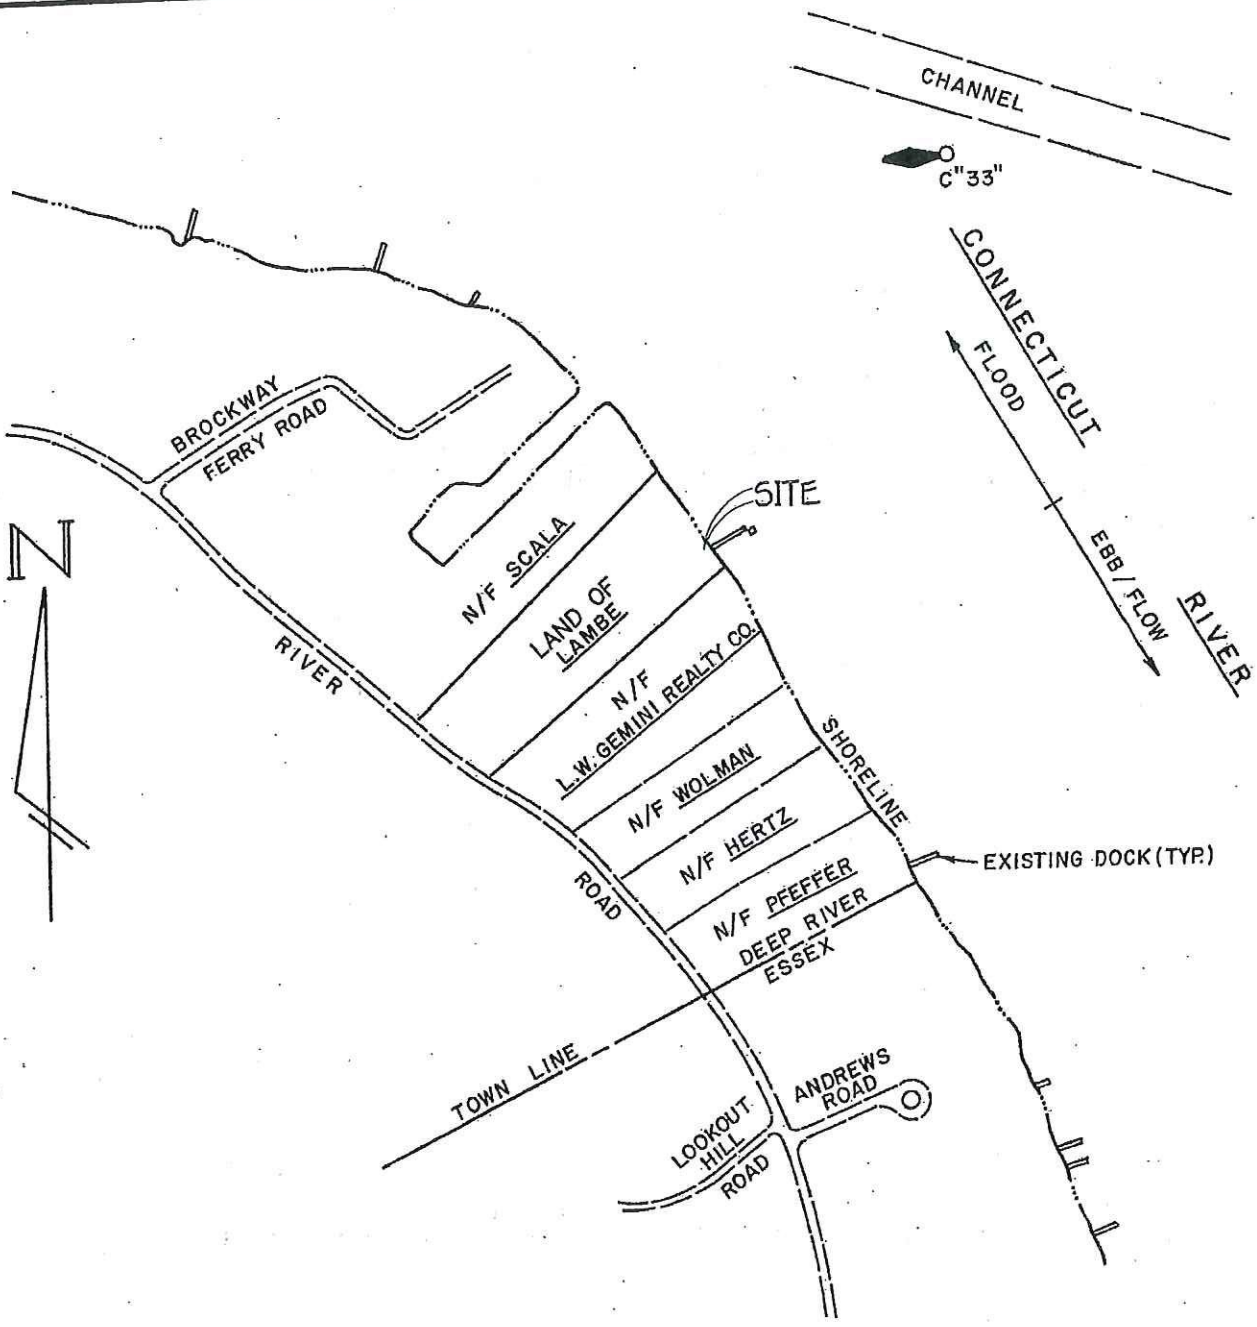 CHANNEL
C"33"
CONNECTICUT
RIVER
FLOOD
EBB/FLOW
BROCKWAY
FERRY ROAD
SITE
N
N/F SCALA
LAND OF
LAMBE
RIVER
ROAD
N/F
L.W. GEMINI REALTY CO.
SHORELINE
N/F WOLMAN
N/F HERTZ
EXISTING DOCK (TYP.)
N/F PFEFFER
DEEP RIVER
ESSEX
TOWN LINE
ANDREWS
ROAD
LOOKOUT
HILL
ROAD